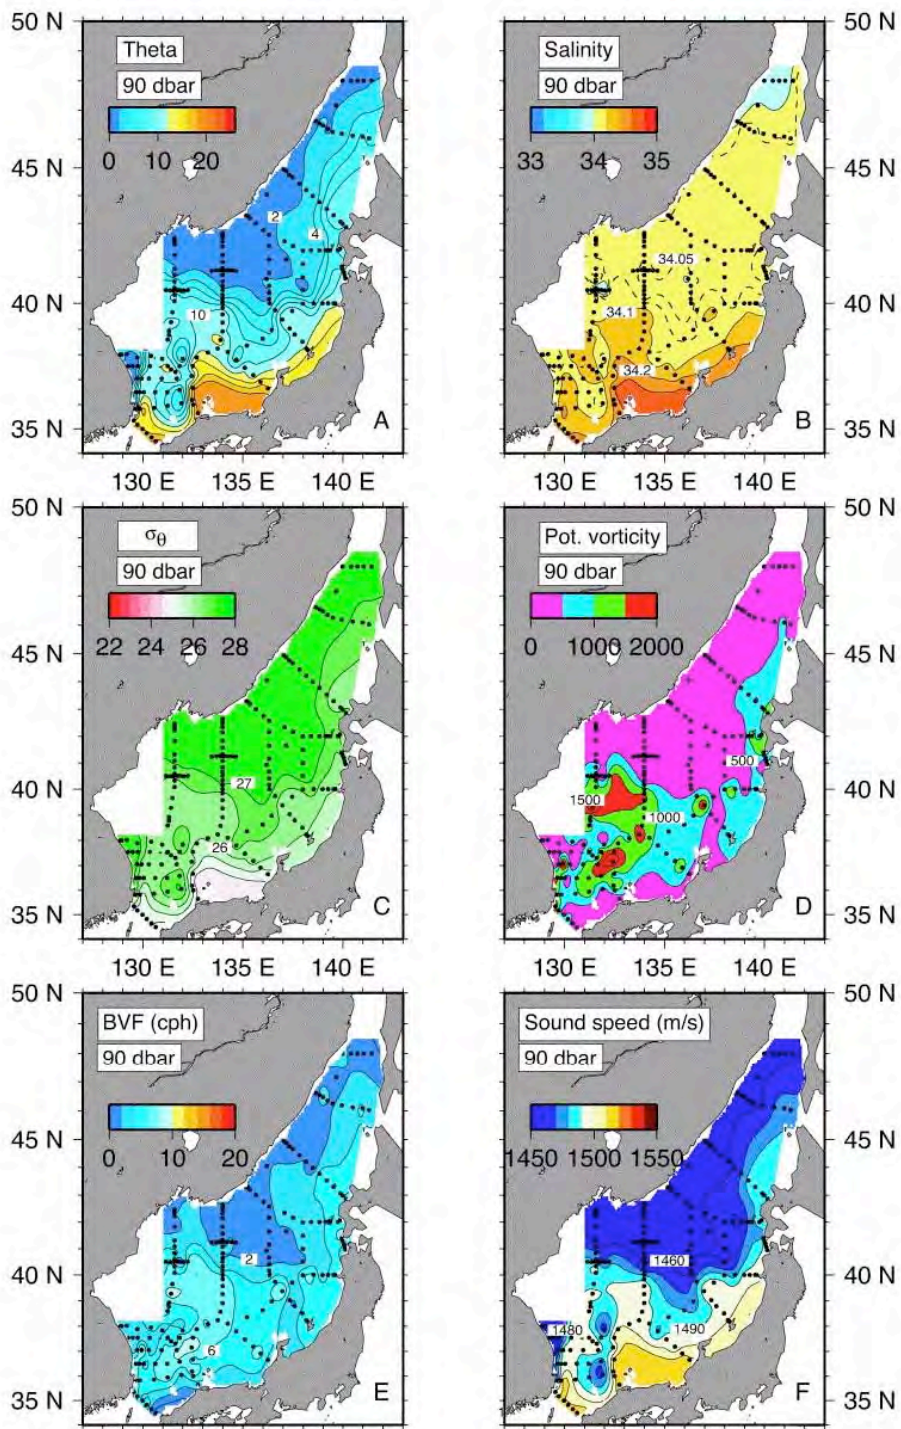 50 N
50 N
Theta
90 dbar
0 10 20
45 N
2
4
40 N
10
35 N
A
130 E 135 E 140 E
Salinity
90 dbar
33 34 35
45 N
34.05
40 N
34.1
34.2
35 N
B
130 E 135 E 140 E
50 N
50 N
σθ
90 dbar
22 24 26 28
45 N
40 N
27
26
35 N
C
130 E 135 E 140 E
Pot. vorticity
90 dbar
0 1000 2000
45 N
500
40 N
1500
1000
35 N
D
130 E 135 E 140 E
50 N
50 N
BVF (cph)
90 dbar
0 10 20
45 N
2
40 N
6
35 N
E
Sound speed (m/s)
90 dbar
1450 1500 1550
45 N
1460
40 N
1480
1490
35 N
F